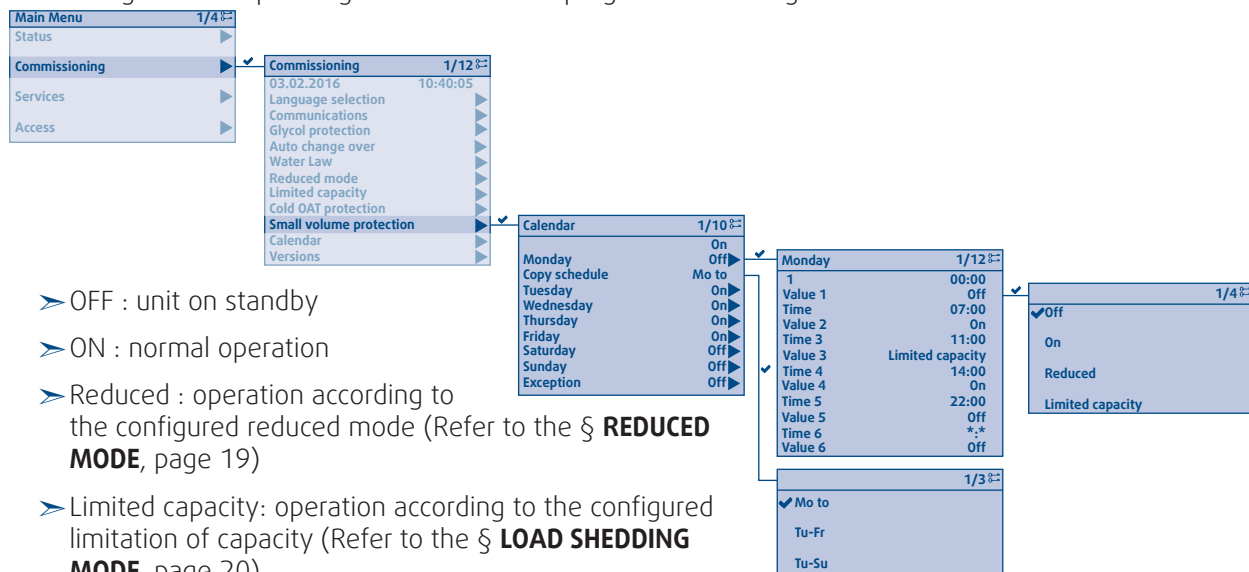 Main Menu 1/4
Status
Commissioning
Services
Access
Commissioning 1/12
03.02.2016 10:40:05
Language selection
Communications
Glycol protection
Auto change over
Water Law
Reduced mode
Limited capacity
Cold OAT protection
Small volume protection
Calendar
Versions
Calendar 1/10
On
Monday Off
Copy schedule Mo to
Tuesday On
Wednesday On
Thursday On
Friday On
Saturday Off
Sunday Off
Exception Off
Monday 1/12
1 00:00
Value 1 Off
Time 07:00
Value 2 On
Time 3 11:00
Value 3 Limited capacity
Time 4 14:00
Value 4 On
Time 5 22:00
Value 5 Off
Time 6 *:*
Value 6 Off
1/4
Off
On
Reduced
Limited capacity
1/3
Mo to
Tu-Fr
Tu-Su
➣ OFF : unit on standby
➣ ON : normal operation
➣ Reduced : operation according to
the configured reduced mode (Refer to the § REDUCED
MODE, page 19)
➣ Limited capacity: operation according to the configured
limitation of capacity (Refer to the § LOAD SHEDDING
MODE, page 20)